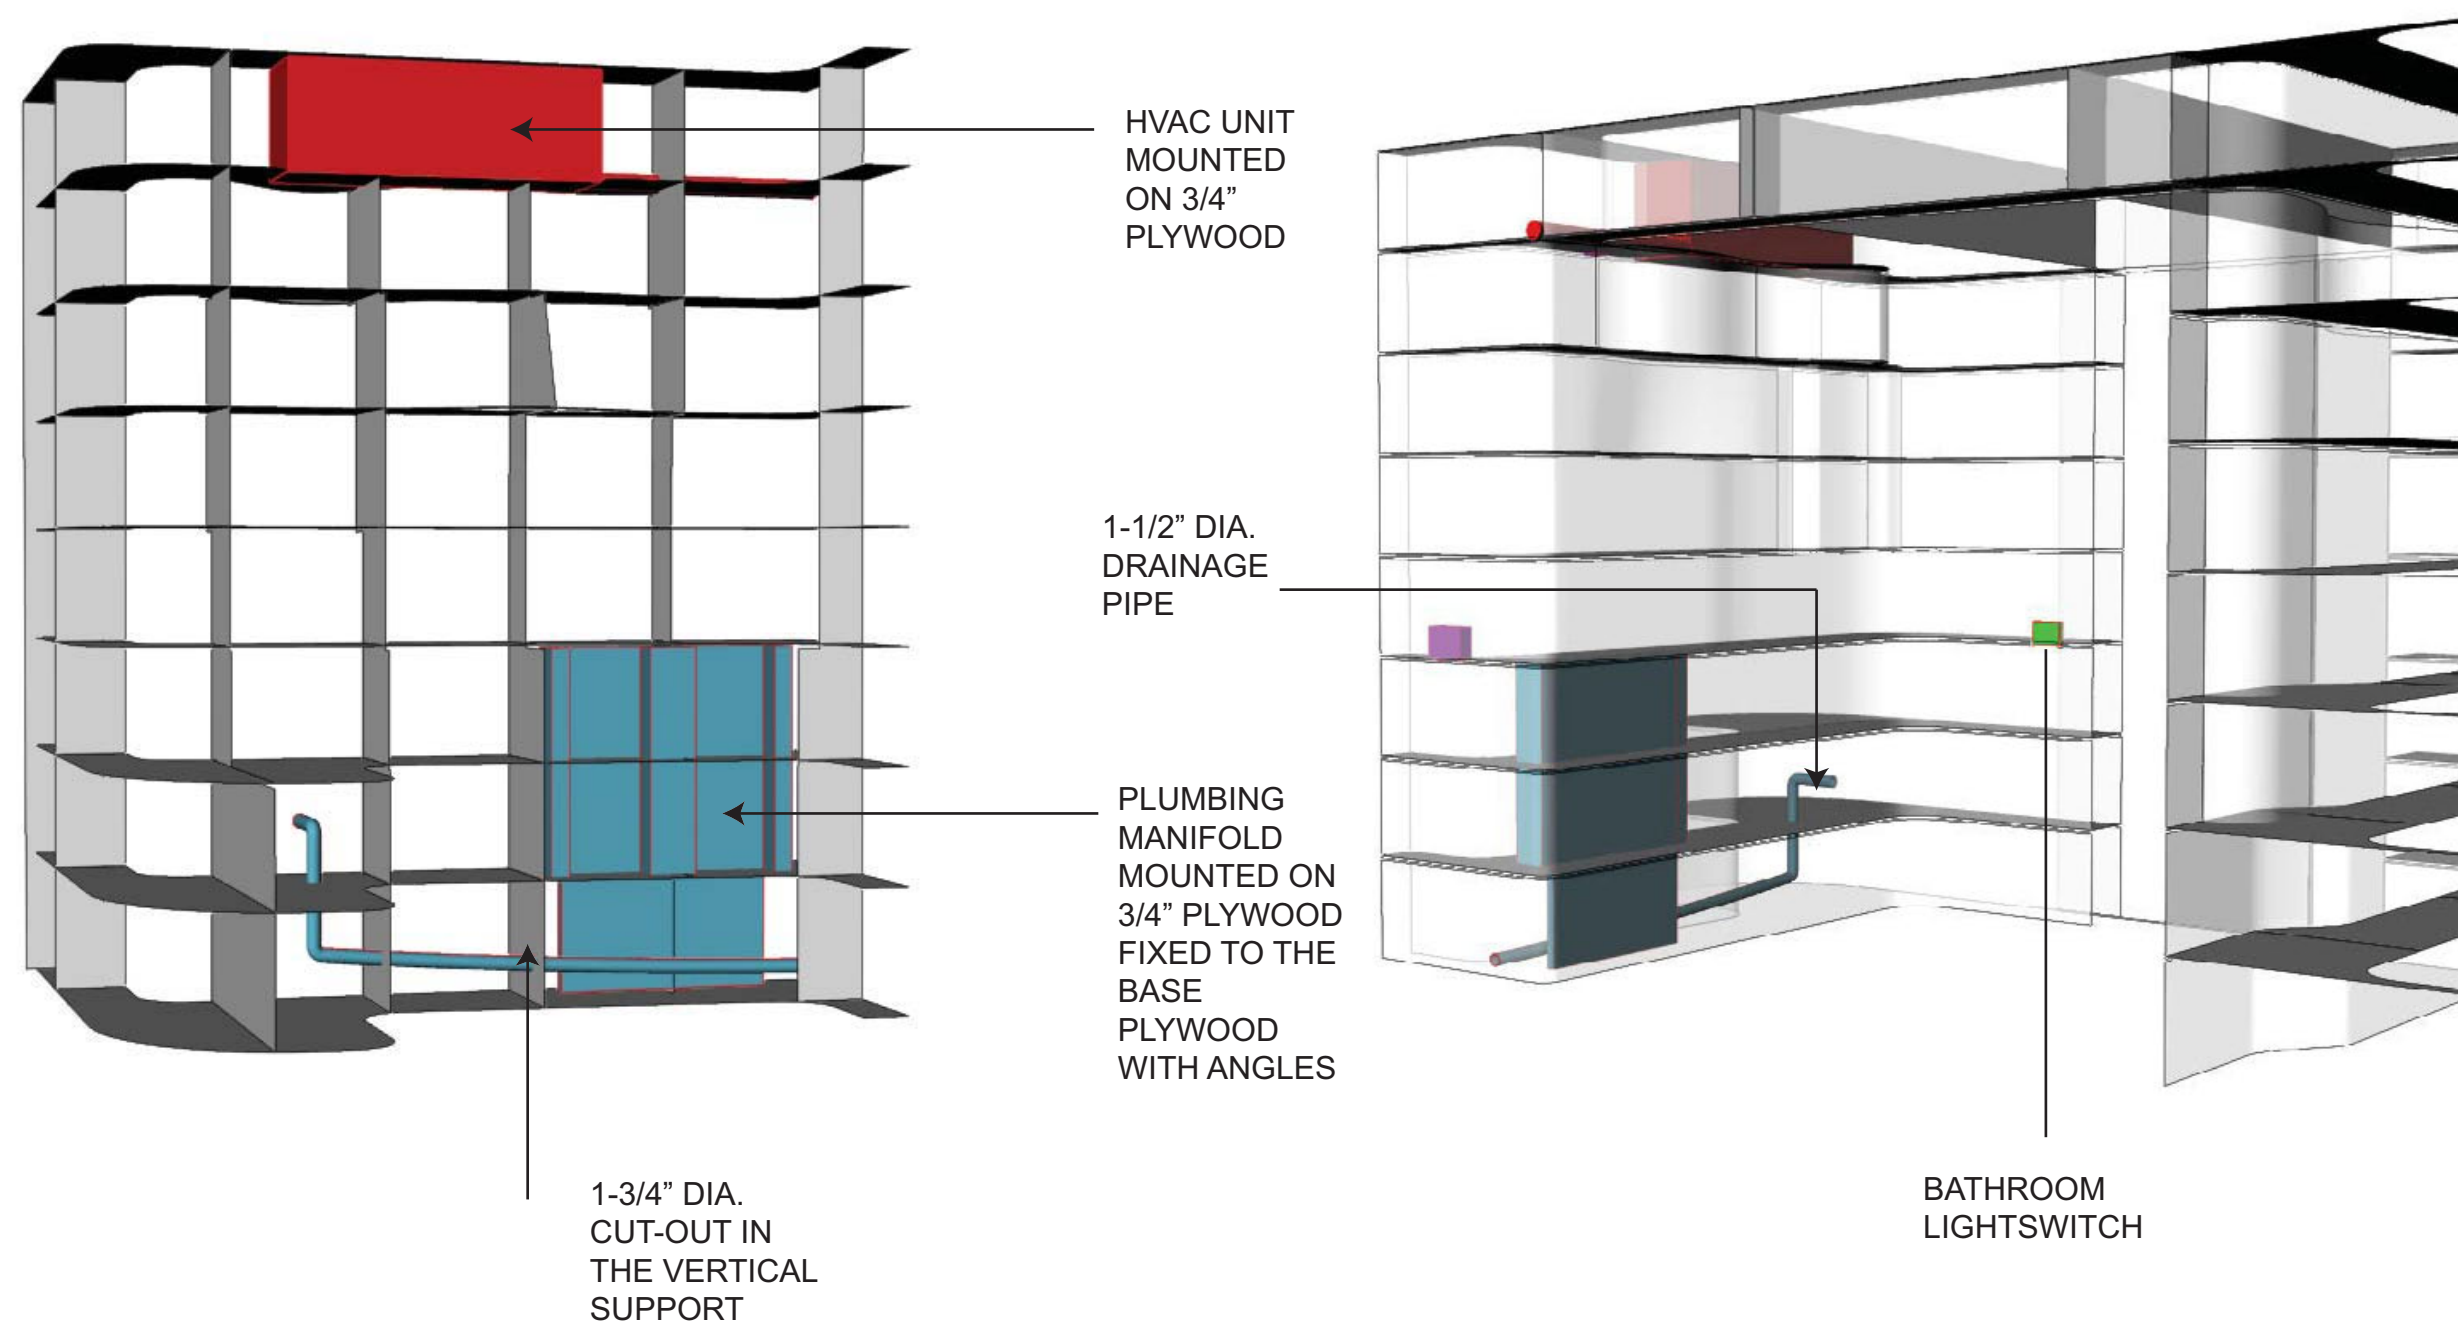 HVAC UNIT
MOUNTED
ON 3/4”
PLYWOOD
1-1/2” DIA.
DRAINAGE
PIPE
PLUMBING
MANIFOLD
MOUNTED ON
3/4” PLYWOOD
FIXED TO THE
BASE
PLYWOOD
WITH ANGLES
1-3/4” DIA.
CUT-OUT IN
THE VERTICAL
SUPPORT
BATHROOM
LIGHTSWITCH